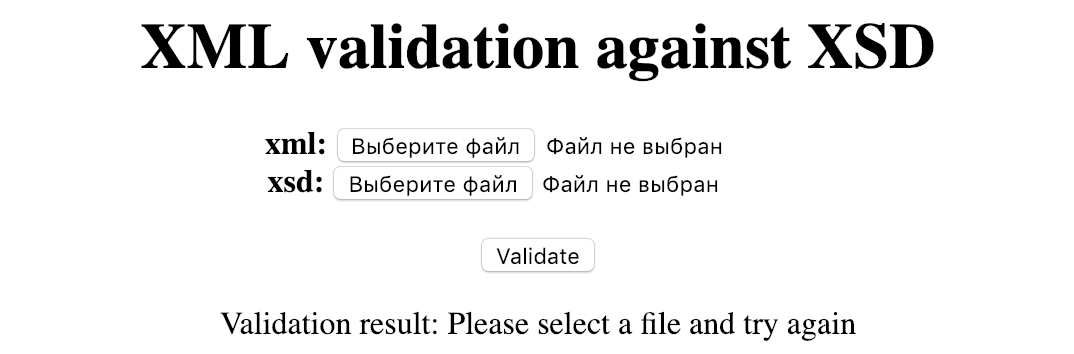 XML validation against XSD
xml: Выберите файл Файл не выбран
xsd: Выберите файл Файл не выбран
Validate
Validation result: Please select a file and try again